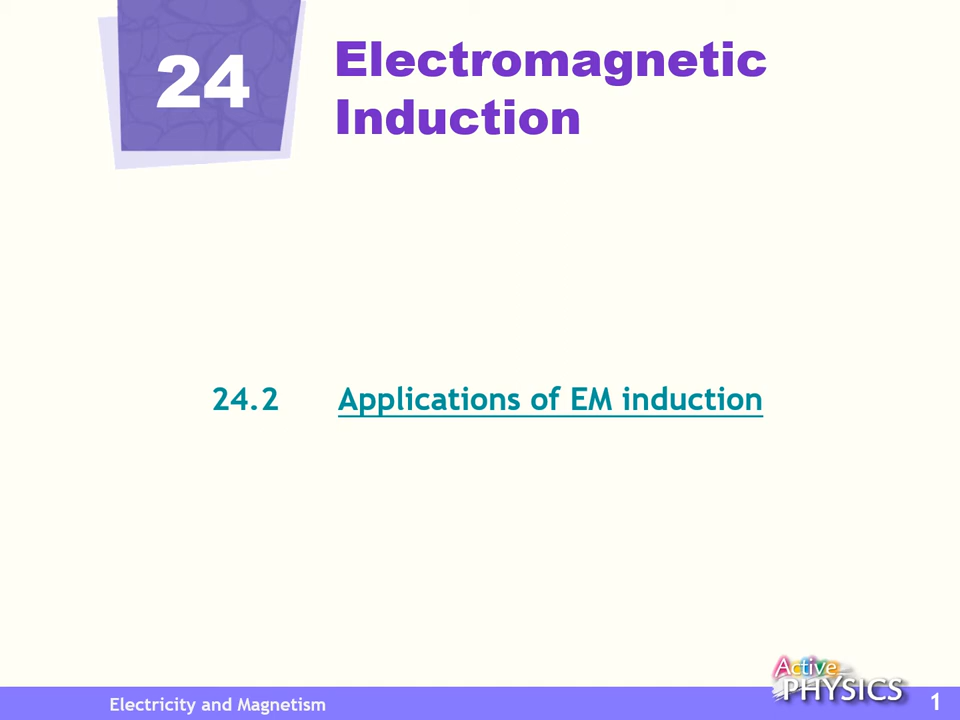 24
Electromagnetic
Induction
24.2 Applications of EM induction
Active
PHYSICS
Electricity and Magnetism
1